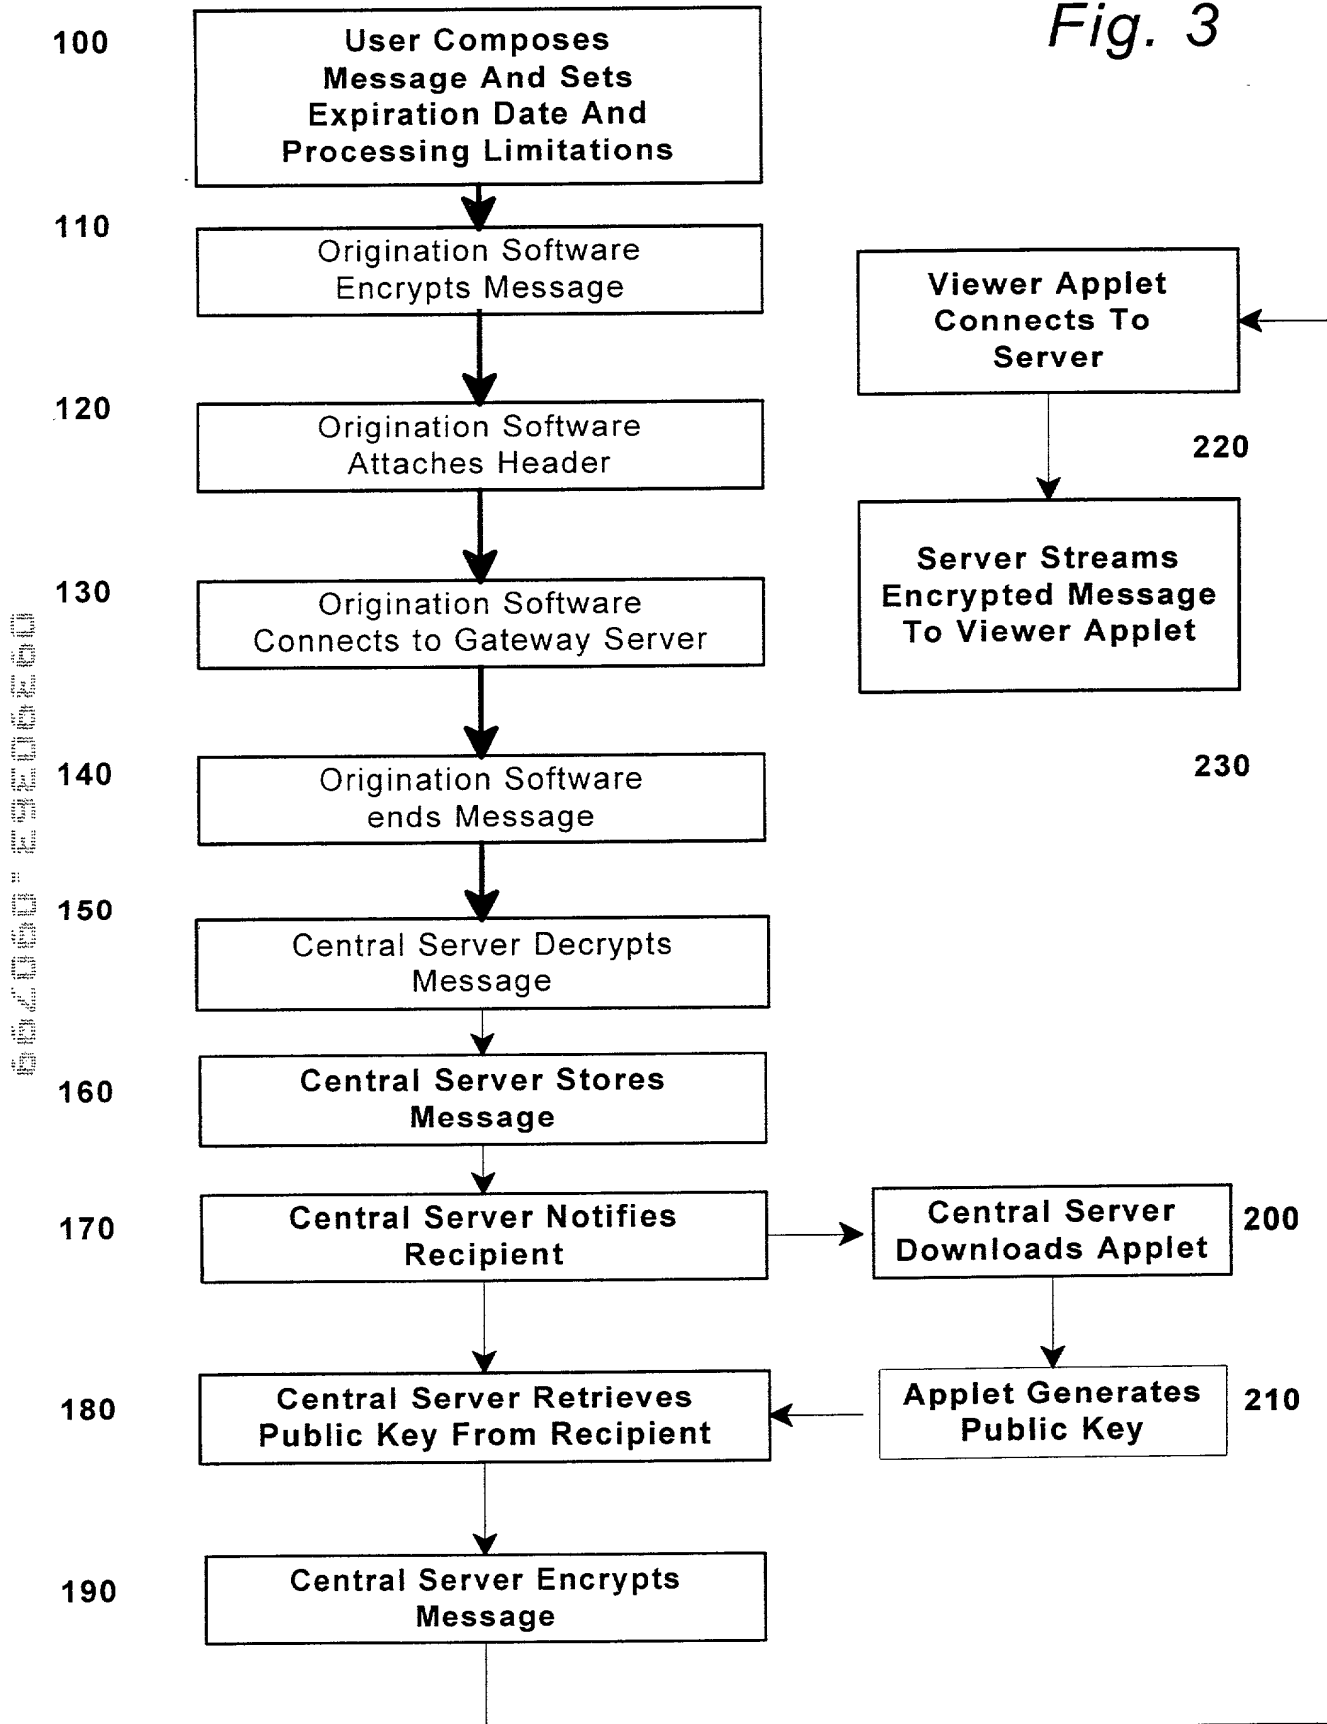 Fig. 3
100
User Composes
Message And Sets
Expiration Date And
Processing Limitations
110
Origination Software
Encrypts Message
120
Origination Software
Attaches Header
130
Origination Software
Connects to Gateway Server
140
Origination Software
ends Message
150
Central Server Decrypts
Message
160
Central Server Stores
Message
170
Central Server Notifies
Recipient
180
Central Server Retrieves
Public Key From Recipient
190
Central Server Encrypts
Message
200
Central Server
Downloads Applet
210
Applet Generates
Public Key
Viewer Applet
Connects To
Server
220
Server Streams
Encrypted Message
To Viewer Applet
230